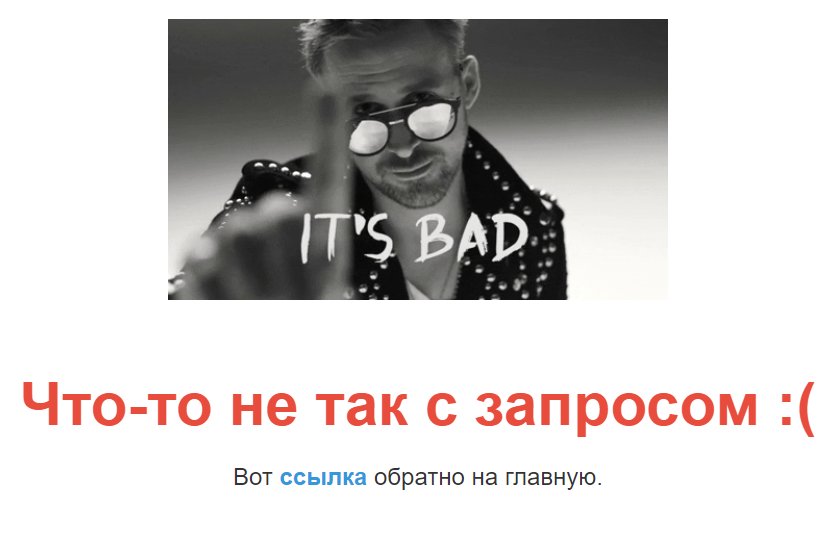 IT'S BAD
Что-то не так с запросом :(
Вот ссылка обратно на главную.